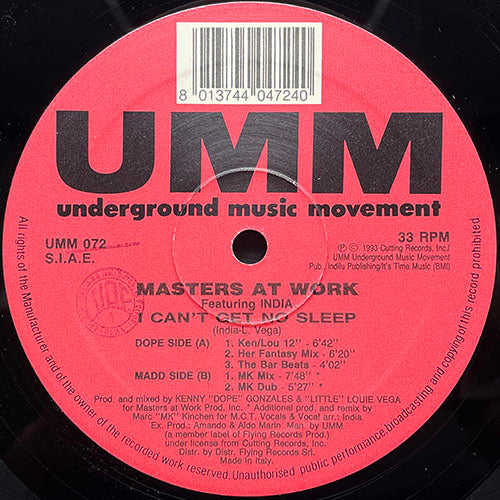 8 013744 047240
UMM
underground music movement
UMM 072
S.I.A.E.
33 RPM
℗ © 1993 Cutting Records, Inc./
UMM Underground Music Movement
Pub. Indilu Publishing/It's Time Music (BMI)
MASTERS AT WORK
Featuring INDIA
I CAN'T GET NO SLEEP
(India-L. Vega)
DOPE SIDE (A) 1. Ken/Lou 12" - 6'42"
2. Her Fantasy Mix - 6'20"
3. The Bar Beats - 4'02"
MADD SIDE (B) 1. MK Mix - 7'48" *
2. MK Dub - 5'27" *
Prod. and mixed by KENNY "DOPE" GONZALES & "LITTLE" LOUIE VEGA
for Masters at Work Prod. Inc. * Additional prod. and remix by
Marc "MK" Kinchen for M.C.T. Vocals & Vocal arr.: India
Ex. Prod.: Amando & Aldo Marin. Man. by UMM
(a member label of Flying Records Prod.)
under license from Cutting Records, Inc.
Distr. by Distr. Flying Records Srl
Made in Italy.
All rights of the Manufacturer and of the owner of the recorded work reserved. Unauthorised public performance, broadcasting and copying of this record prohibited